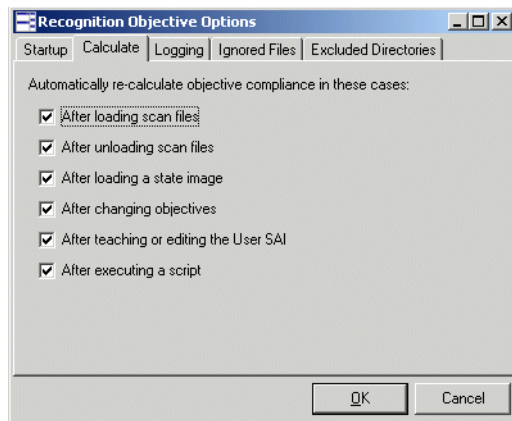 Recognition Objective Options
Startup Calculate Logging Ignored Files Excluded Directories
Automatically re-calculate objective compliance in these cases:
After loading scan files
After unloading scan files
After loading a state image
After changing objectives
After teaching or editing the User SAI
After executing a script
OK Cancel